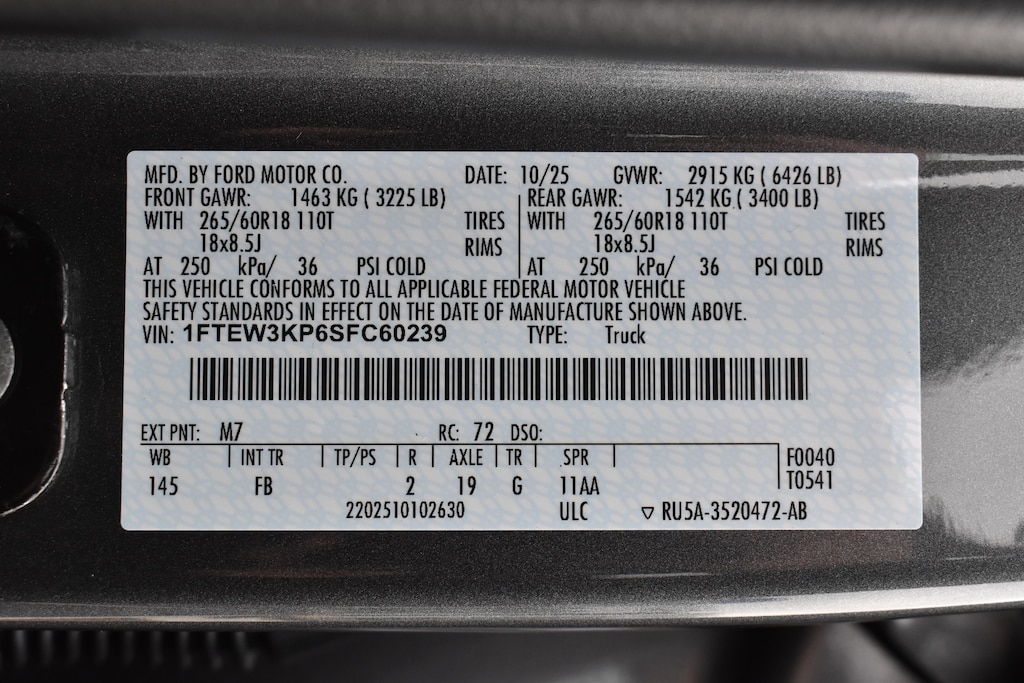 MFD. BY FORD MOTOR CO. DATE: 10/25 GVWR: 2915 KG ( 6426 LB)
FRONT GAWR: 1463 KG ( 3225 LB) REAR GAWR: 1542 KG ( 3400 LB)
WITH 265/60R18 110T TIRES WITH 265/60R18 110T TIRES
18x8.5J RIMS 18x8.5J RIMS
AT 250 kPa/ 36 PSI COLD AT 250 kPa/ 36 PSI COLD
THIS VEHICLE CONFORMS TO ALL APPLICABLE FEDERAL MOTOR VEHICLE
SAFETY STANDARDS IN EFFECT ON THE DATE OF MANUFACTURE SHOWN ABOVE.
VIN: 1FTEW3KP6SFC60239 TYPE: Truck
EXT PNT: M7 RC: 72 DSO:
WB INT TR TP/PS R AXLE TR SPR F0040
145 FB 2 19 G 11AA T0541
2202510102630 ULC ▽ RU5A-3520472-AB